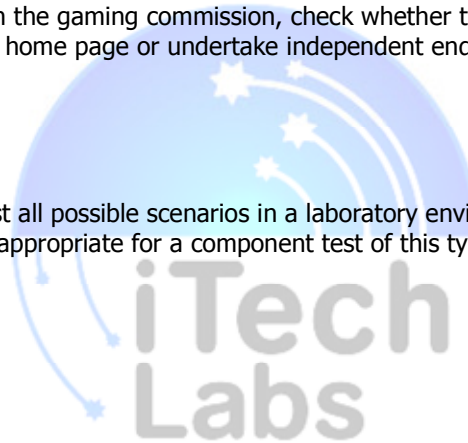 n the gaming commission, check whether t
home page or undertake independent enc
st all possible scenarios in a laboratory envi
appropriate for a component test of this ty
iTech
Labs